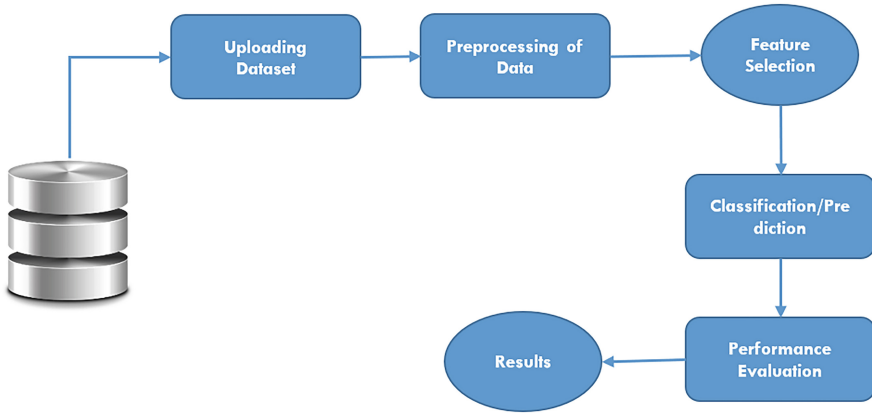 Uploading
Dataset
Preprocessing of
Data
Feature
Selection
Classification/Pre
diction
Performance
Evaluation
Results